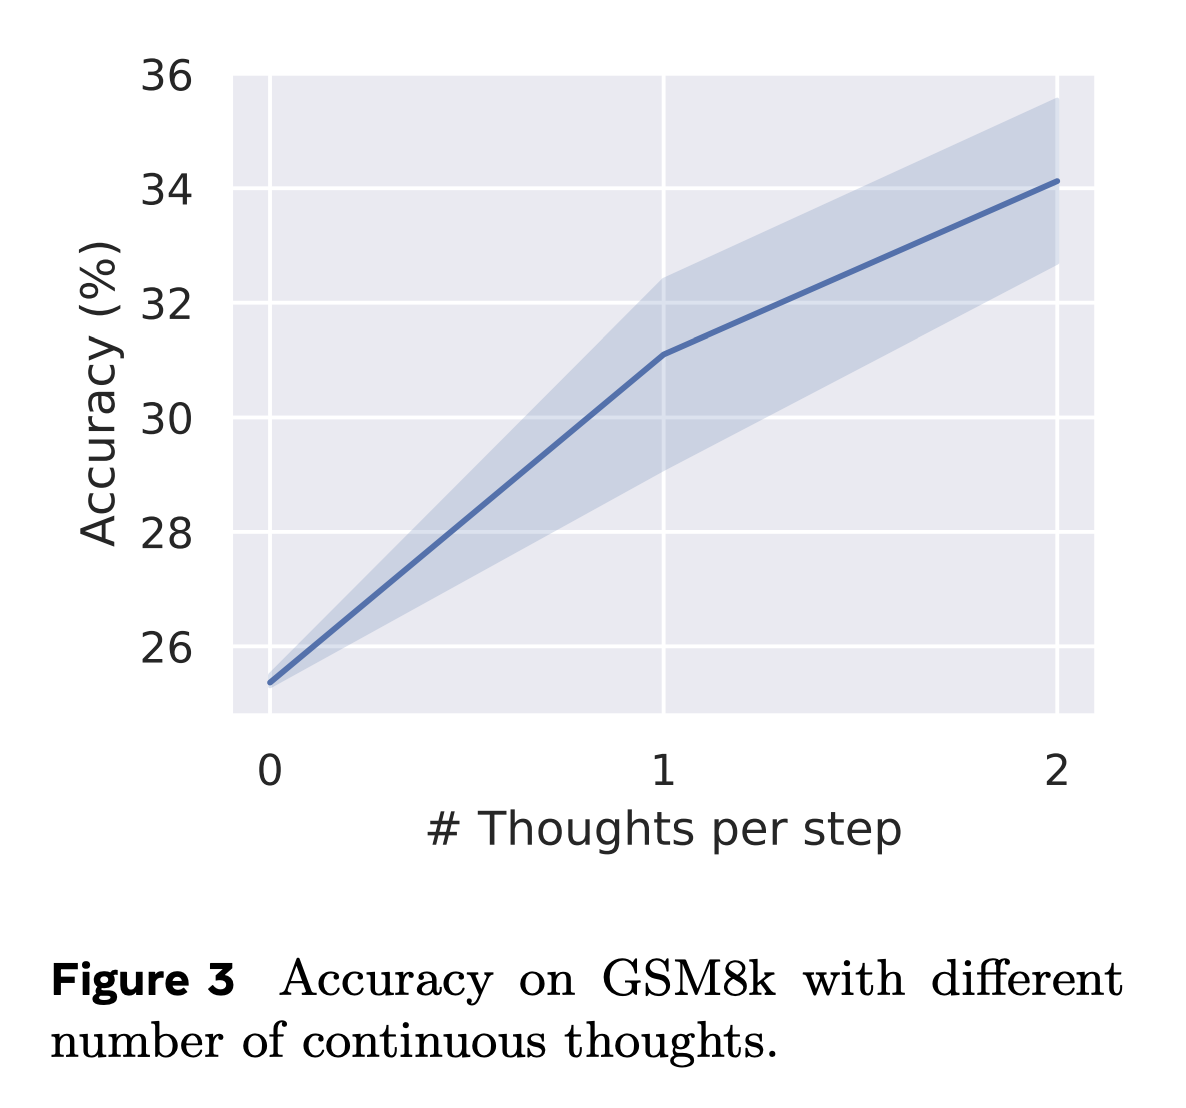 36
34
32
30
28
26
Accuracy (%)
0 1 2
# Thoughts per step
Figure 3 Accuracy on GSM8k with different
number of continuous thoughts.